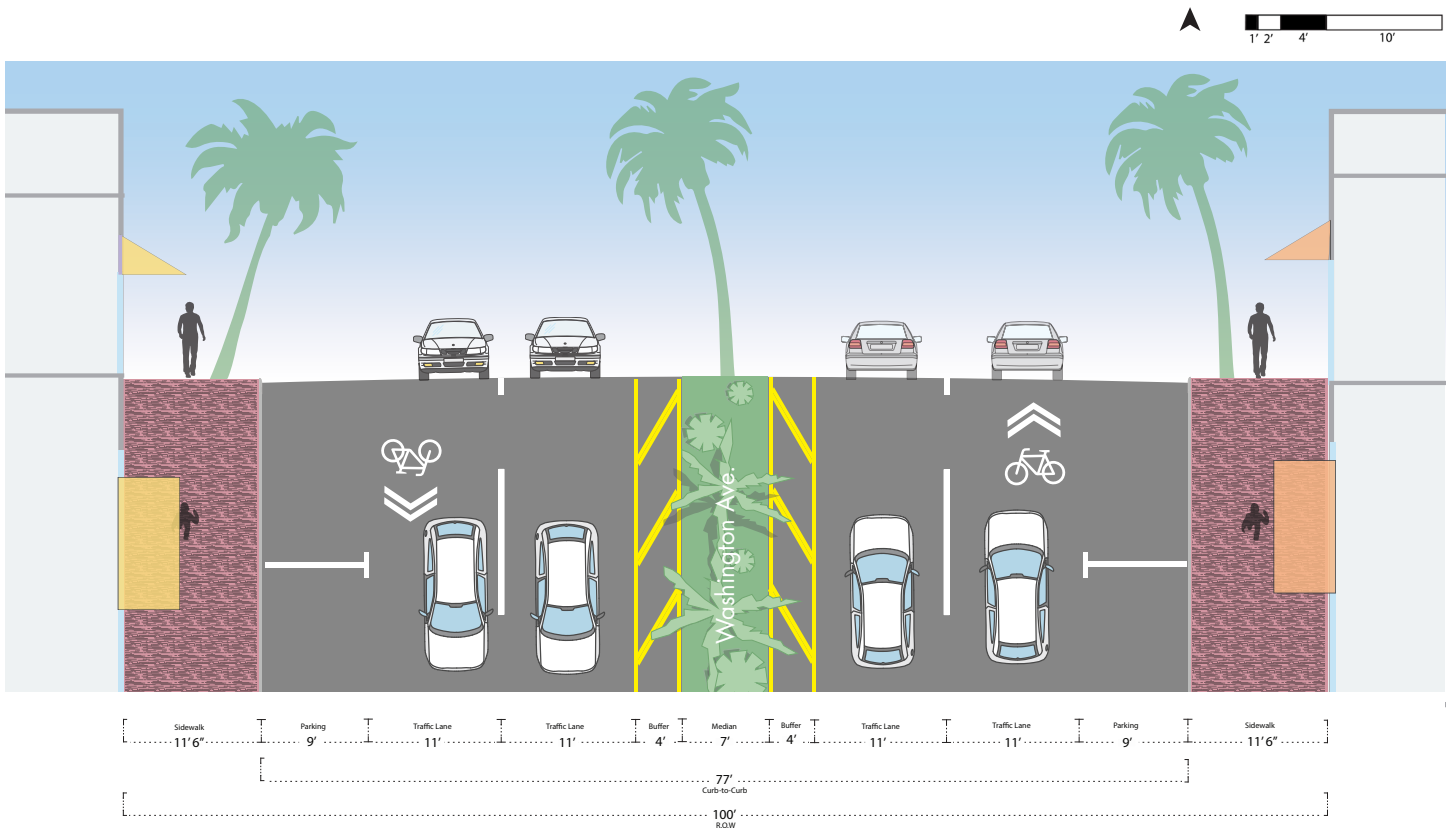 1' 2' 4' 10'
Washington Ave.
Sidewalk Parking Traffic Lane Traffic Lane Buffer Median Buffer Traffic Lane Traffic Lane Parking Sidewalk
11' 6" 9' 11' 11' 4' 7' 4' 11' 11' 9' 11' 6"
77'
Curb-to-Curb
100'
R.O.W